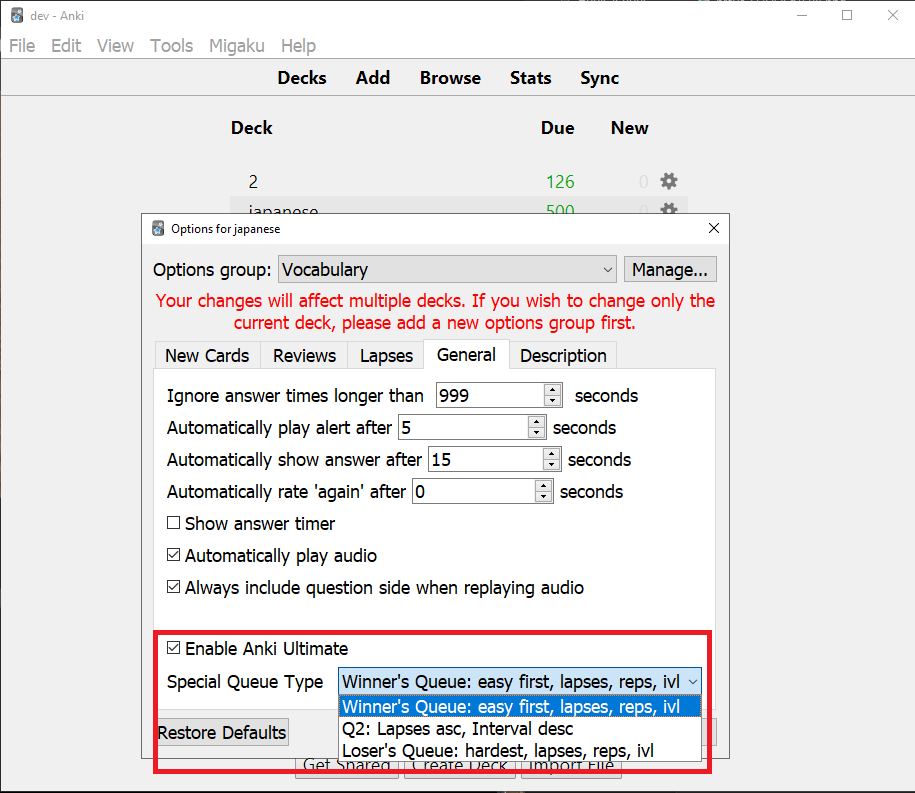 dev - Anki
File Edit View Tools Migaku Help
Decks Add Browse Stats Sync
Deck Due New
2 126 0
japanese 500 0
Options for japanese
Options group: Vocabulary Manage...
Your changes will affect multiple decks. If you wish to change only the
current deck, please add a new options group first.
New Cards Reviews Lapses General Description
Ignore answer times longer than 999 seconds
Automatically play alert after 5 seconds
Automatically show answer after 15 seconds
Automatically rate 'again' after 0 seconds
Show answer timer
Automatically play audio
Always include question side when replaying audio
Enable Anki Ultimate
Special Queue Type Winner's Queue: easy first, lapses, reps, ivl
Winner's Queue: easy first, lapses, reps, ivl
Q2: Lapses asc, Interval desc
Restore Defaults
Loser's Queue: hardest, lapses, reps, ivl
Get Shared Create Deck Import File